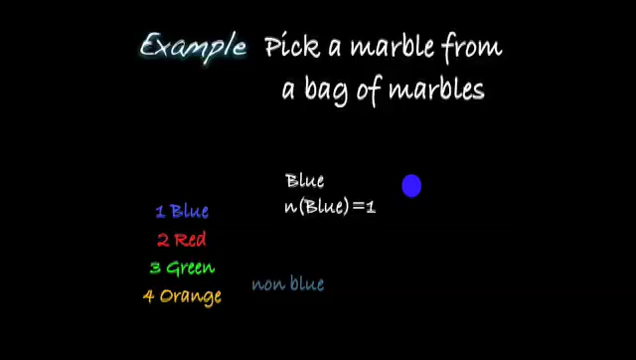 Example Pick a marble from
a bag of marbles
Blue
n(Blue)=1
1 Blue
2 Red
3 Green
4 Orange
non blue